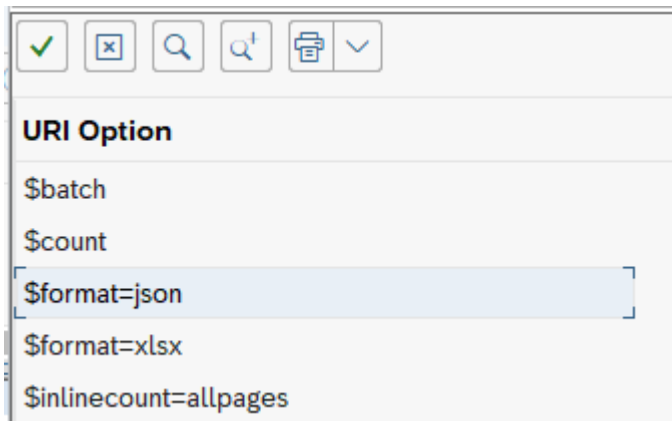 URI Option
$batch
$count
$format=json
$format=xlsx
$inlinecount=allpages